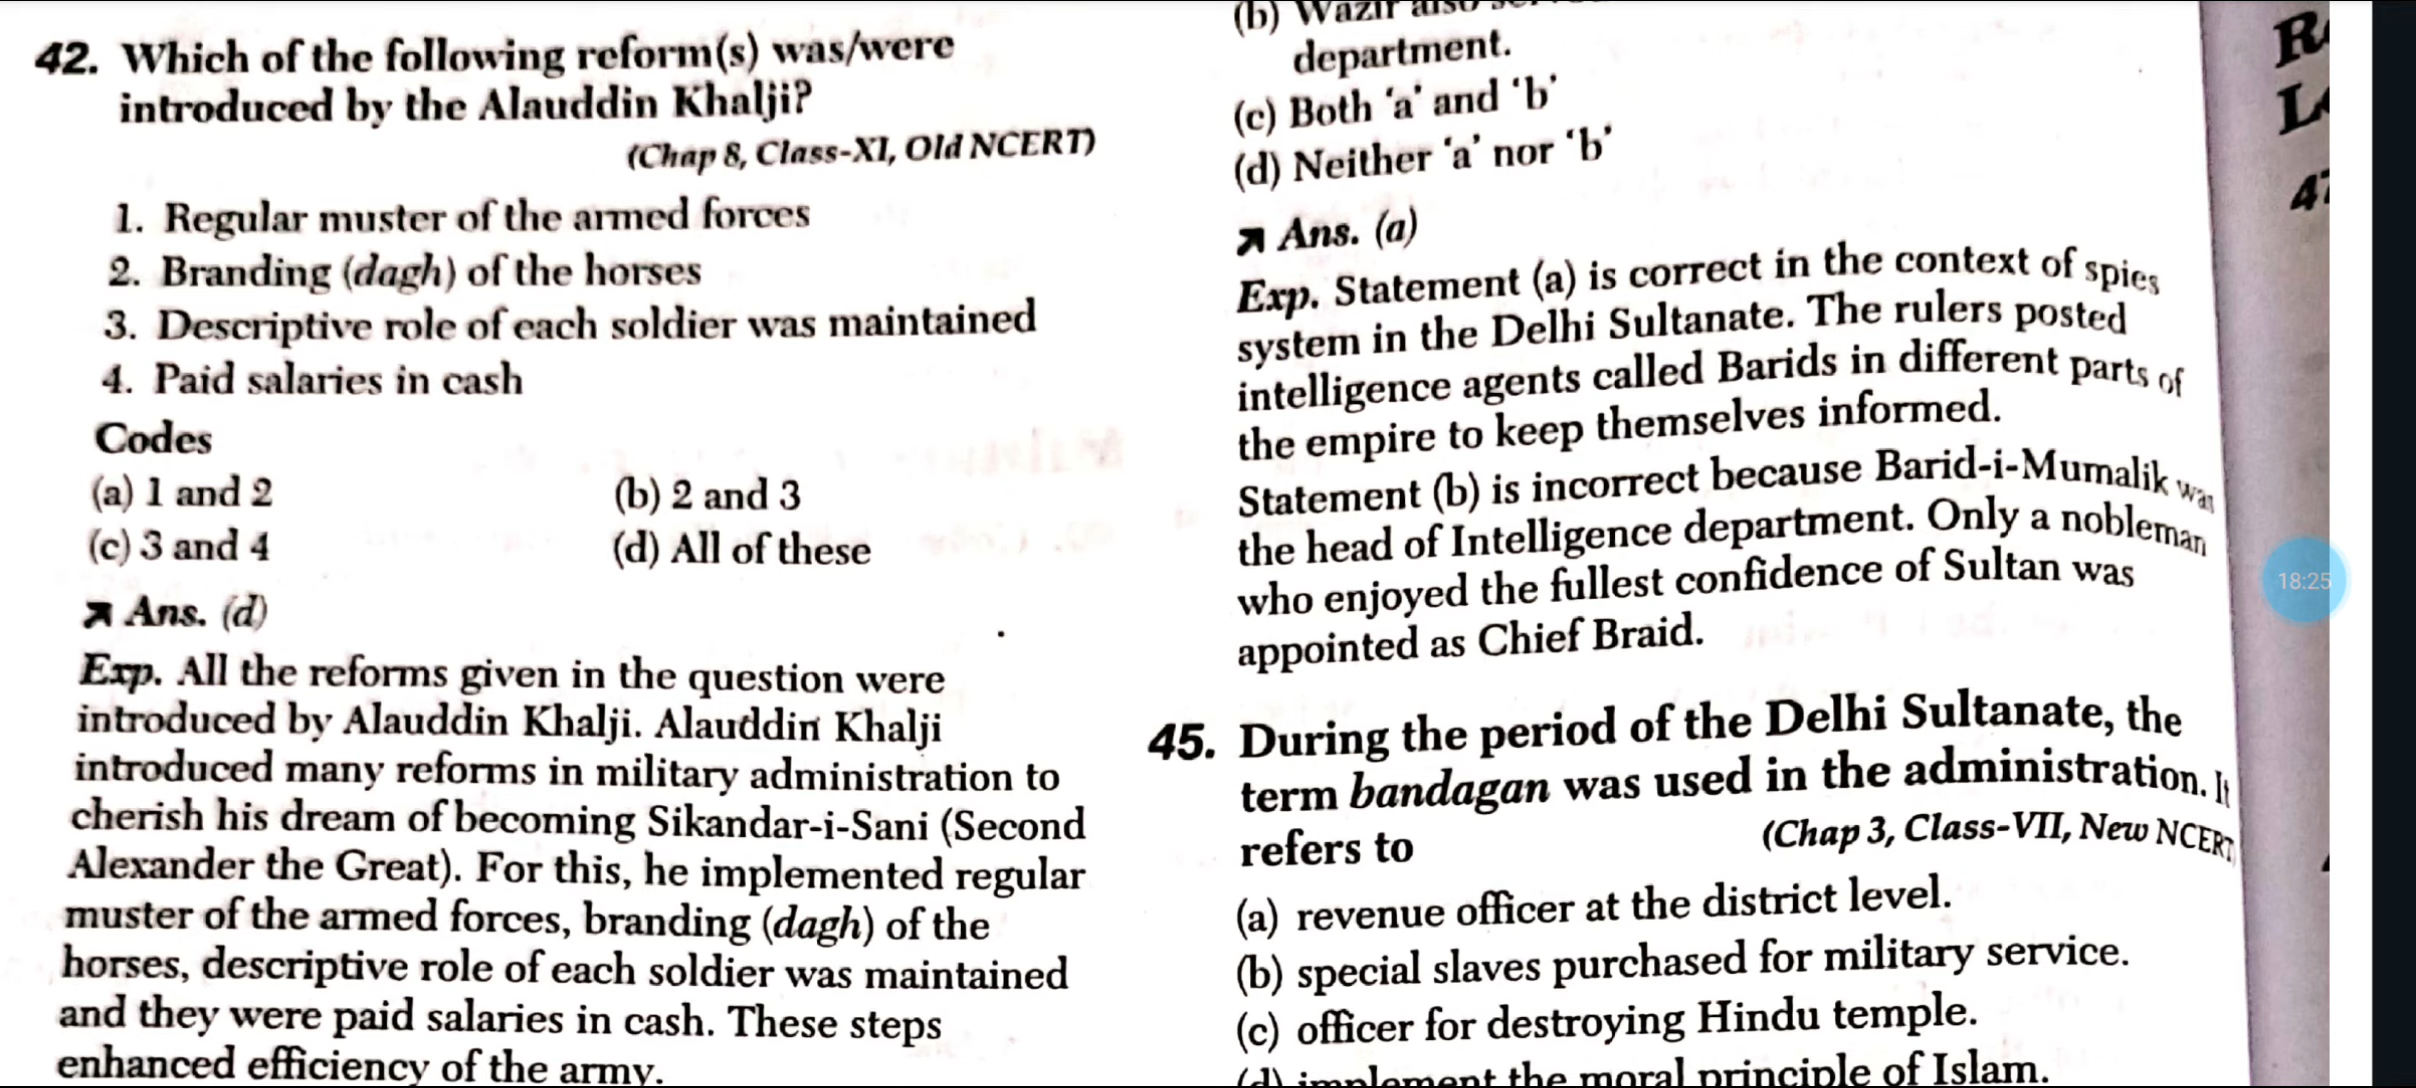 42. Which of the following reform(s) was/were
introduced by the Alauddin Khalji?
(Chap 8, Class-XI, Old NCERT)
1. Regular muster of the armed forces
2. Branding (dagh) of the horses
3. Descriptive role of each soldier was maintained
4. Paid salaries in cash
Codes
(a) 1 and 2 (b) 2 and 3
(c) 3 and 4 (d) All of these
Ans. (d)
Exp. All the reforms given in the question were
introduced by Alauddin Khalji. Alauddin Khalji
introduced many reforms in military administration to
cherish his dream of becoming Sikandar-i-Sani (Second
Alexander the Great). For this, he implemented regular
muster of the armed forces, branding (dagh) of the
horses, descriptive role of each soldier was maintained
and they were paid salaries in cash. These steps
enhanced efficiency of the army.
(b) Wazir also
department.
(c) Both ‘a’ and ‘b’
(d) Neither ‘a’ nor ‘b’
Ans. (a)
Exp. Statement (a) is correct in the context of spies
system in the Delhi Sultanate. The rulers posted
intelligence agents called Barids in different parts of
the empire to keep themselves informed.
Statement (b) is incorrect because Barid-i-Mumalik was
the head of Intelligence department. Only a nobleman
who enjoyed the fullest confidence of Sultan was
appointed as Chief Braid.
45. During the period of the Delhi Sultanate, the
term bandagan was used in the administration. It
refers to (Chap 3, Class-VII, New NCERT)
(a) revenue officer at the district level.
(b) special slaves purchased for military service.
(c) officer for destroying Hindu temple.
(d) implement the moral principle of Islam.
18:25